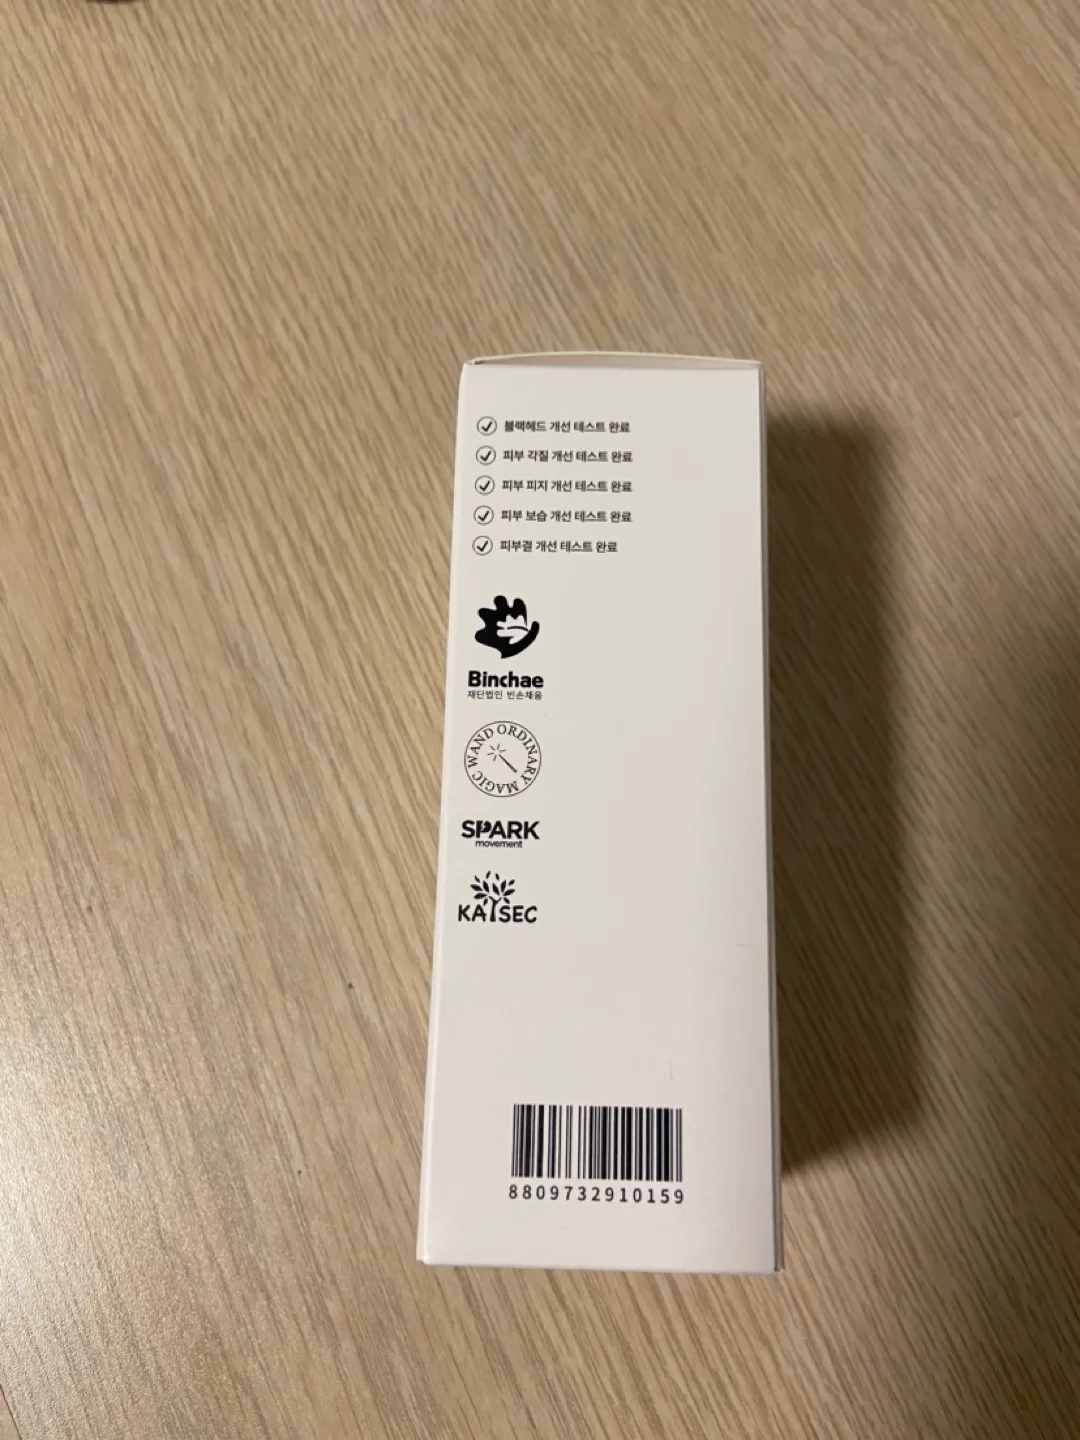 블랙헤드 개선 테스트 완료
피부 각질 개선 테스트 완료
피부 피지 개선 테스트 완료
피부 보습 개선 테스트 완료
피부결 개선 테스트 완료
Binchae
재단법인 빈손채움
MAGIC WAND ORDINARY
SPARK
movement
KAISEC
8809732910159